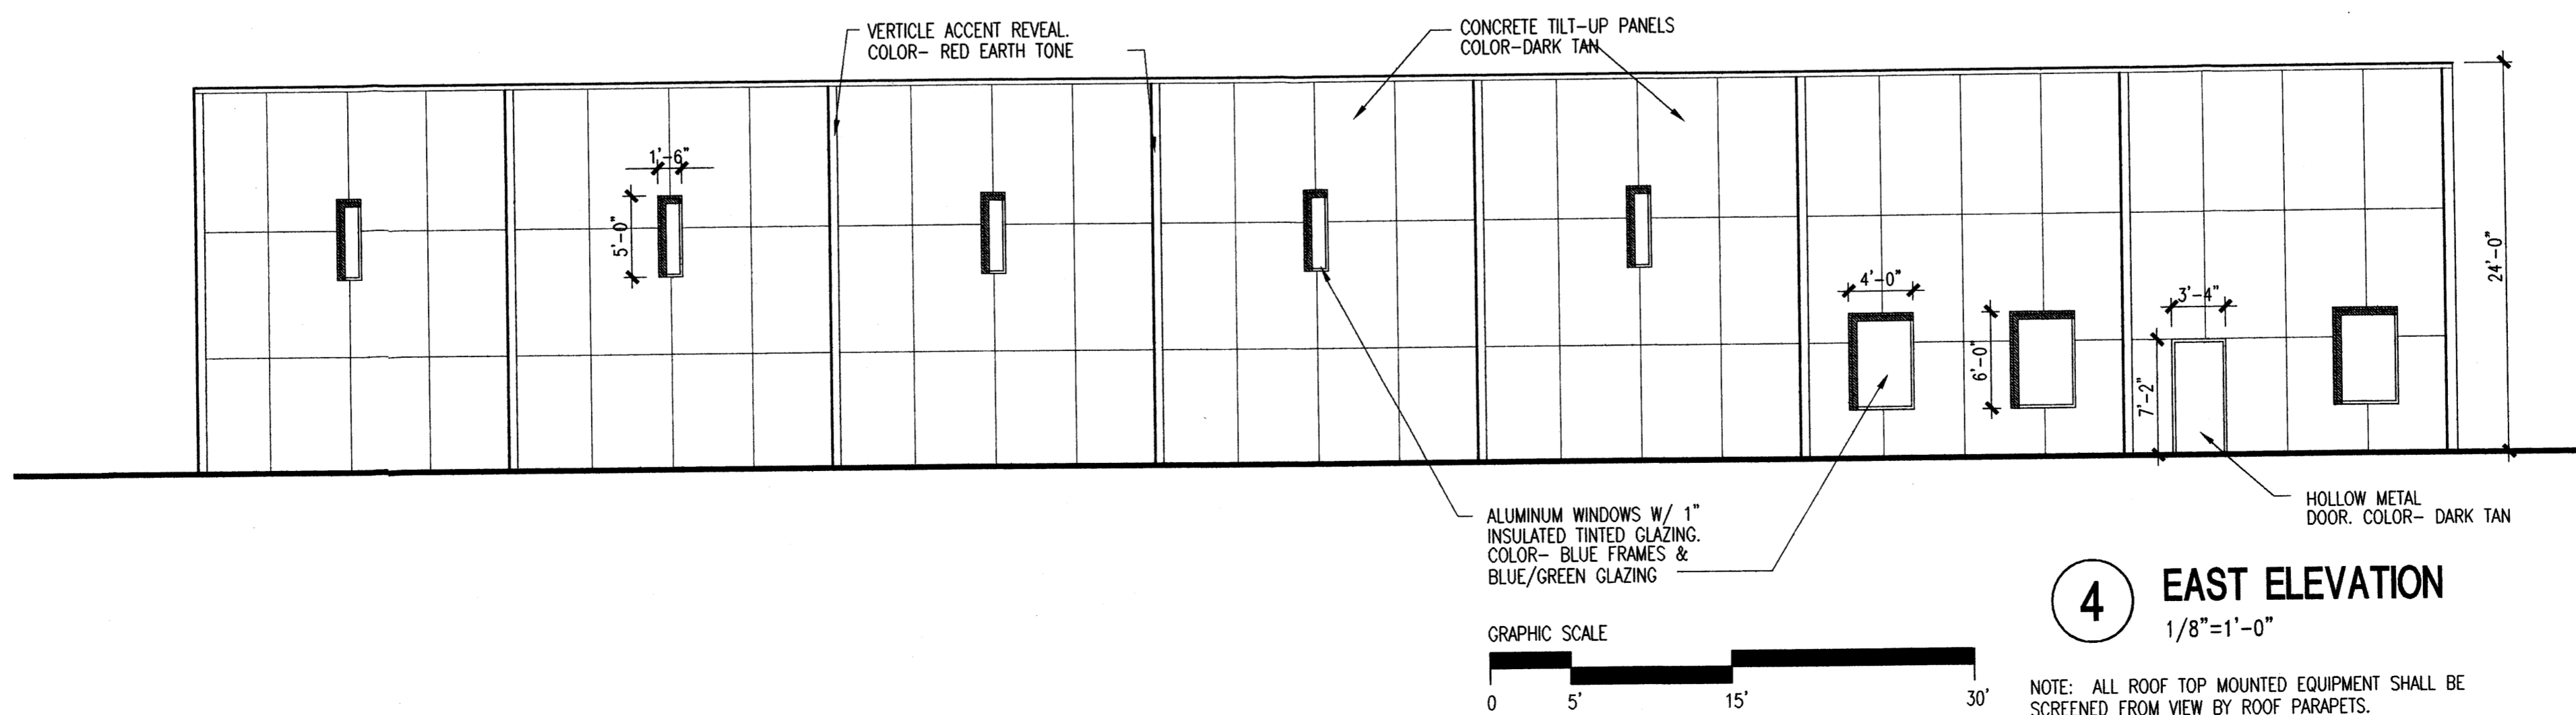 VERTICLE ACCENT REVEAL.
COLOR- RED EARTH TONE
CONCRETE TILT-UP PANELS
COLOR-DARK TAN
1'-6"
5'-0"
4'-0"
6'-0"
3'-4"
7'-2"
24'-0"
ALUMINUM WINDOWS W/ 1"
INSULATED TINTED GLAZING.
COLOR- BLUE FRAMES &
BLUE/GREEN GLAZING
HOLLOW METAL
DOOR. COLOR- DARK TAN
4
EAST ELEVATION
1/8"=1'-0"
GRAPHIC SCALE
0 5' 15' 30'
NOTE: ALL ROOF TOP MOUNTED EQUIPMENT SHALL BE
SCREENED FROM VIEW BY ROOF PARAPETS.